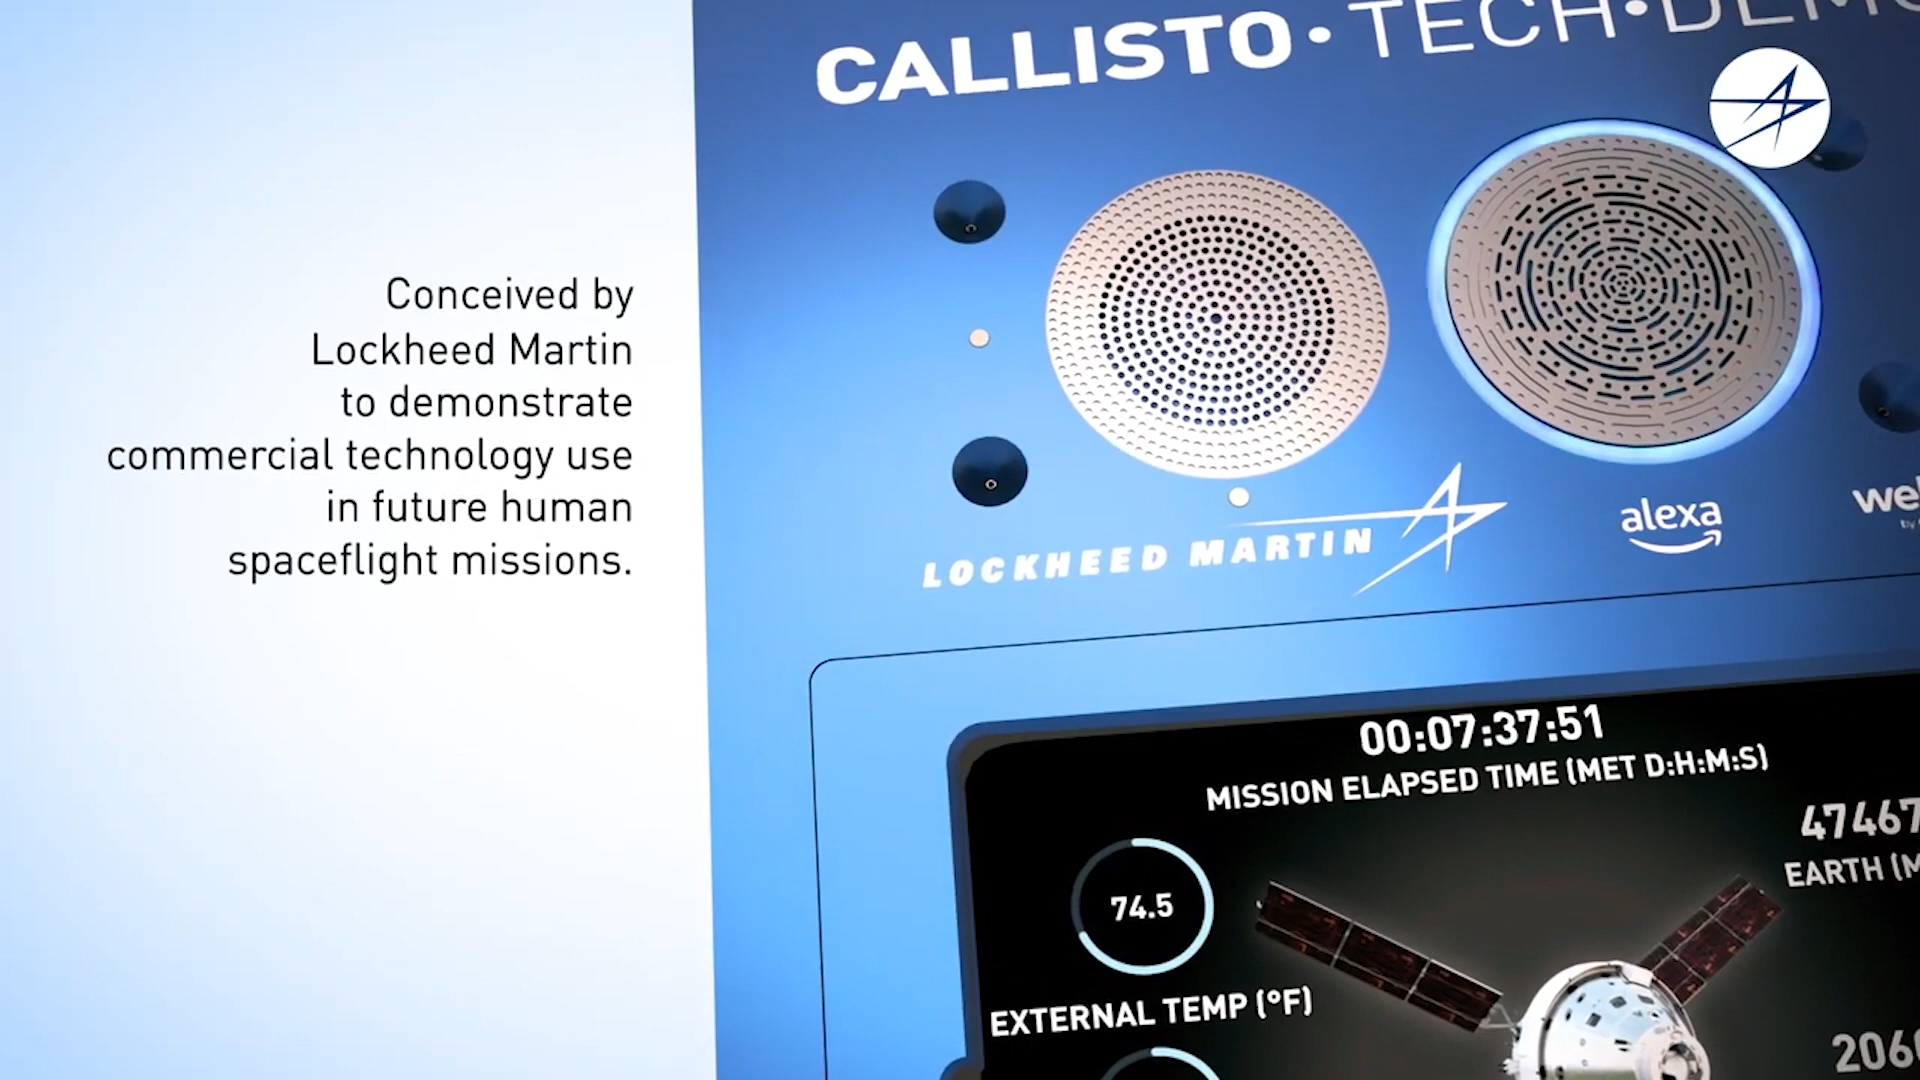 Conceived by
Lockheed Martin
to demonstrate
commercial technology use
in future human
spaceflight missions.
CALLISTO • TECH • DEMO
LOCKHEED MARTIN
alexa
00:07:37:51
MISSION ELAPSED TIME (MET D:H:M:S)
EARTH
74.5
EXTERNAL TEMP (°F)